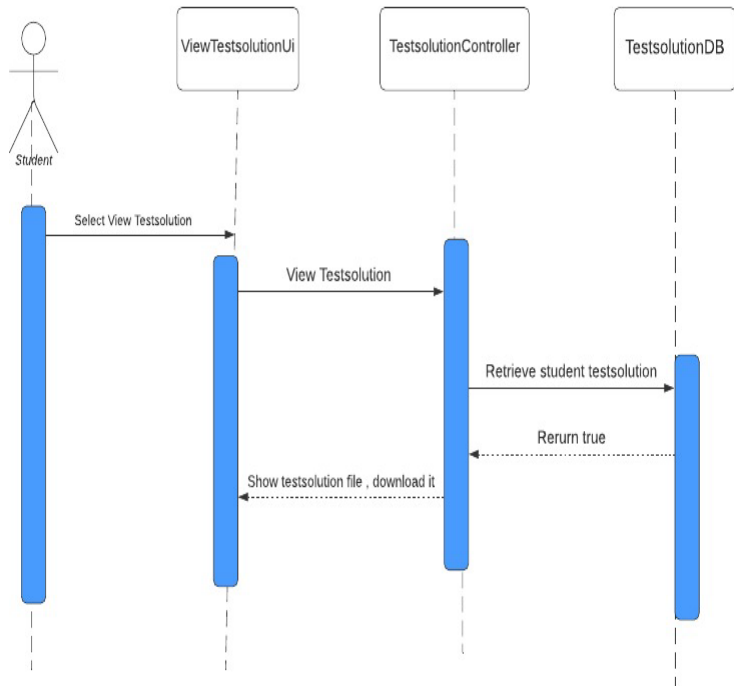 ViewTestsolutionUi
TestsolutionController
TestsolutionDB
Student
Select View Testsolution
View Testsolution
Retrieve student testsolution
Rerurn true
Show testsolution file , download it